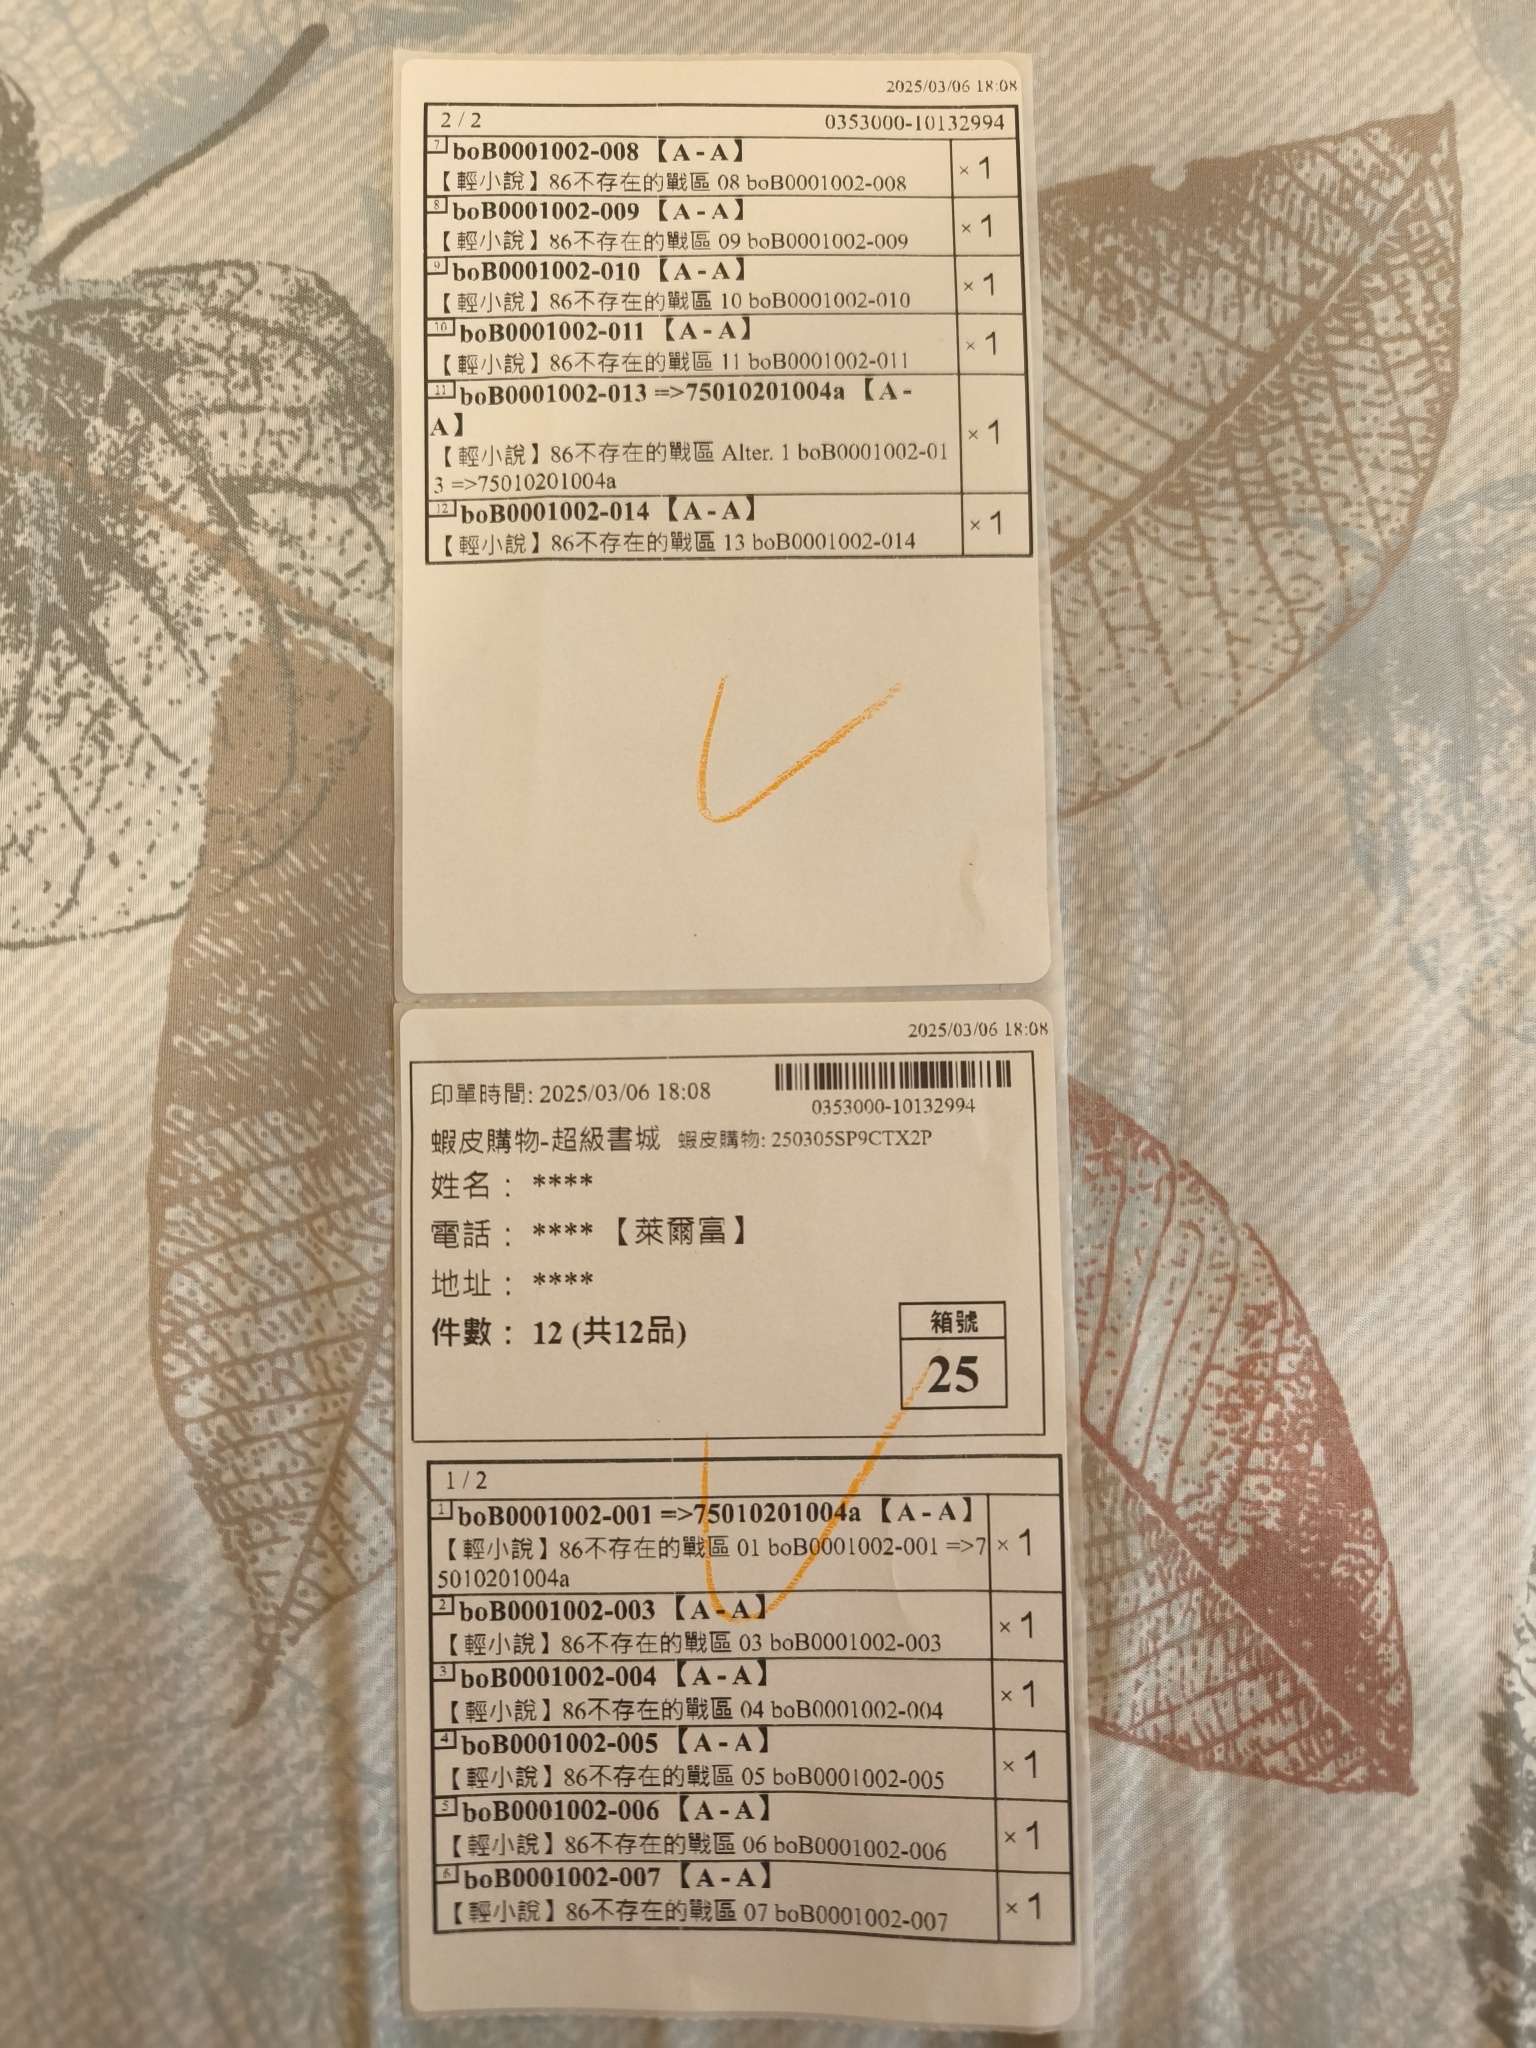 2025/03/06 18:08
2 / 2 0353000-10132994
7 boB0001002-008 【A - A】
【輕小說】86不存在的戰區 08 boB0001002-008 × 1
8 boB0001002-009 【A - A】
【輕小說】86不存在的戰區 09 boB0001002-009 × 1
9 boB0001002-010 【A - A】
【輕小說】86不存在的戰區 10 boB0001002-010 × 1
10 boB0001002-011 【A - A】
【輕小說】86不存在的戰區 11 boB0001002-011 × 1
11 boB0001002-013 =>75010201004a 【A -
A】
【輕小說】86不存在的戰區 Alter. 1 boB0001002-01
3 =>75010201004a × 1
12 boB0001002-014 【A - A】
【輕小說】86不存在的戰區 13 boB0001002-014 × 1
2025/03/06 18:08
印單時間: 2025/03/06 18:08
0353000-10132994
蝦皮購物-超級書城 蝦皮購物: 250305SP9CTX2P
姓名： ****
電話： **** 【萊爾富】
地址： ****
件數： 12 (共12品)
箱號
25
1 / 2
1 boB0001002-001 =>75010201004a 【A - A】
【輕小說】86不存在的戰區 01 boB0001002-001 =>7
5010201004a × 1
2 boB0001002-003 【A - A】
【輕小說】86不存在的戰區 03 boB0001002-003 × 1
3 boB0001002-004 【A - A】
【輕小說】86不存在的戰區 04 boB0001002-004 × 1
4 boB0001002-005 【A - A】
【輕小說】86不存在的戰區 05 boB0001002-005 × 1
5 boB0001002-006 【A - A】
【輕小說】86不存在的戰區 06 boB0001002-006 × 1
6 boB0001002-007 【A - A】
【輕小說】86不存在的戰區 07 boB0001002-007 × 1